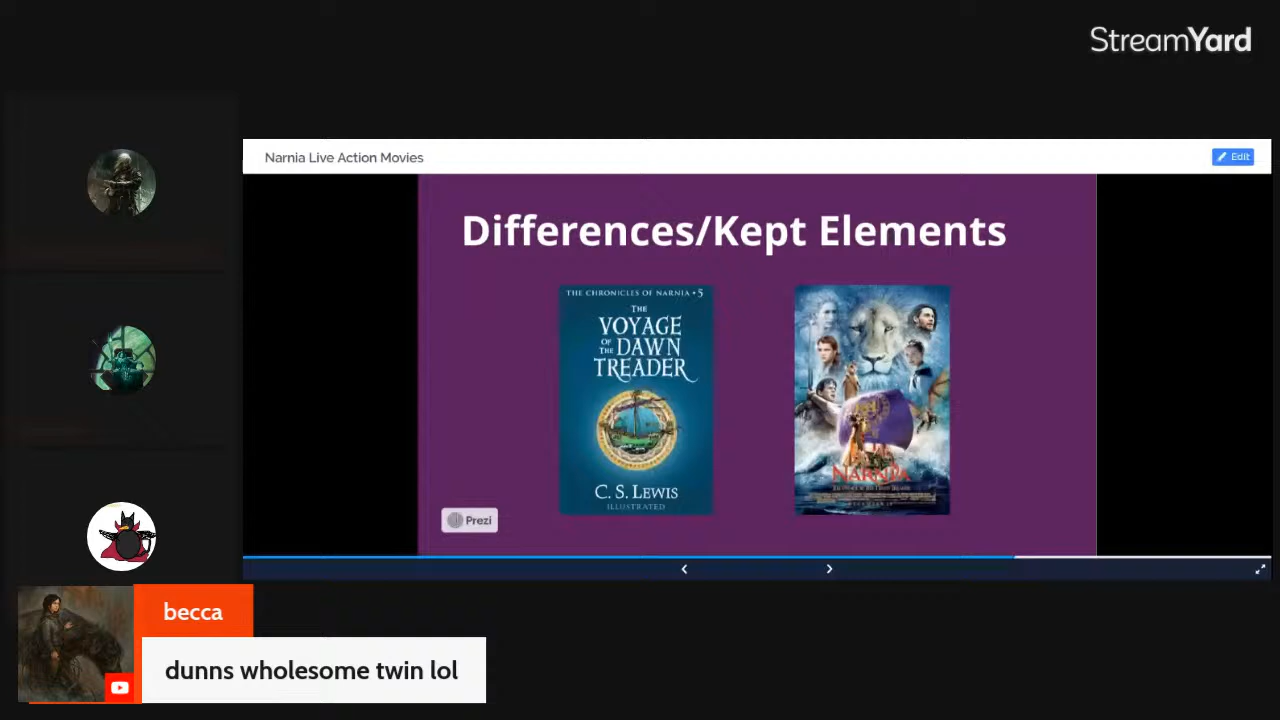 StreamYard
Narnia Live Action Movies
Edit
Differences/Kept Elements
THE CHRONICLES OF NARNIA • 5
THE
VOYAGE
OF THE DAWN
TREADER
C. S. LEWIS
ILLUSTRATED
NARNIA
Prezi
becca
dunns wholesome twin lol